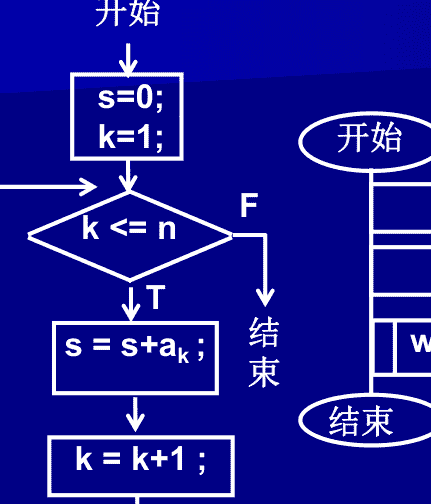 开始
s=0;
k=1;
k <= n
F
T
s = s+aₖ ;
结
束
k = k+1 ;
开始
w
结束